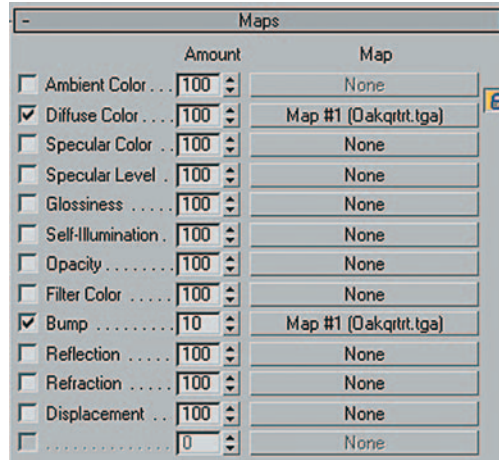 - Maps
Amount Map
Ambient Color . . . 100 None
Diffuse Color . . . . 100 Map #1 (Oakqrtrt.tga)
Specular Color . . 100 None
Specular Level . 100 None
Glossiness . . . . . 100 None
Self-Illumination . 100 None
Opacity . . . . . . . . 100 None
Filter Color . . . . . 100 None
Bump . . . . . . . . . 10 Map #1 (Oakqrtrt.tga)
Reflection . . . . . 100 None
Refraction . . . . . 100 None
Displacement . . 100 None
. . . . . . . . . . . . . . . 0 None